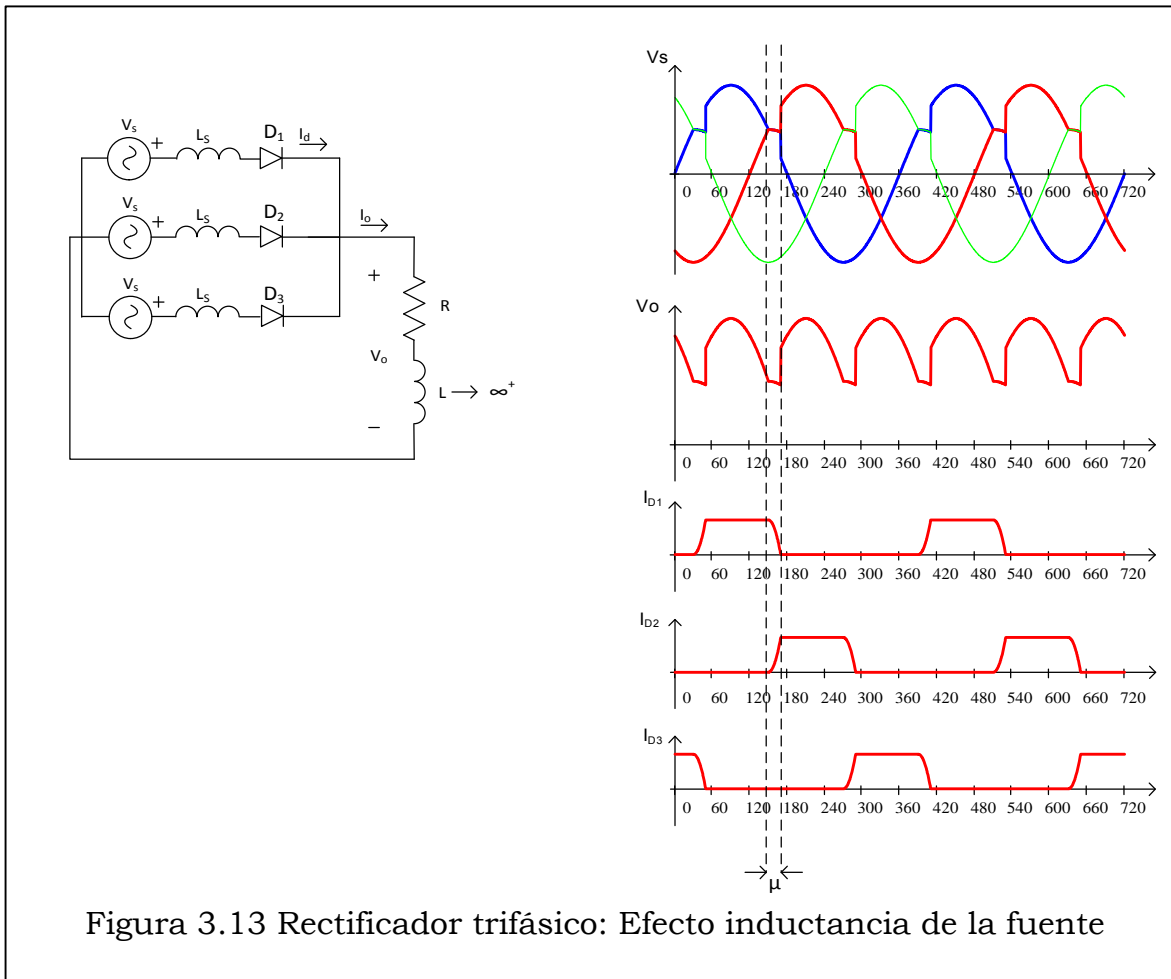 Vs
0 60 120 180 240 300 360 420 480 540 600 660 720
Vs + LS D1 Id
Vs + LS D2 Io
Vs + LS D3
+
R
Vo
L → ∞+
−
Vo
0 60 120 180 240 300 360 420 480 540 600 660 720
ID1
0 60 120 180 240 300 360 420 480 540 600 660 720
ID2
0 60 120 180 240 300 360 420 480 540 600 660 720
ID3
0 60 120 180 240 300 360 420 480 540 600 660 720
μ
Figura 3.13 Rectificador trifásico: Efecto inductancia de la fuente